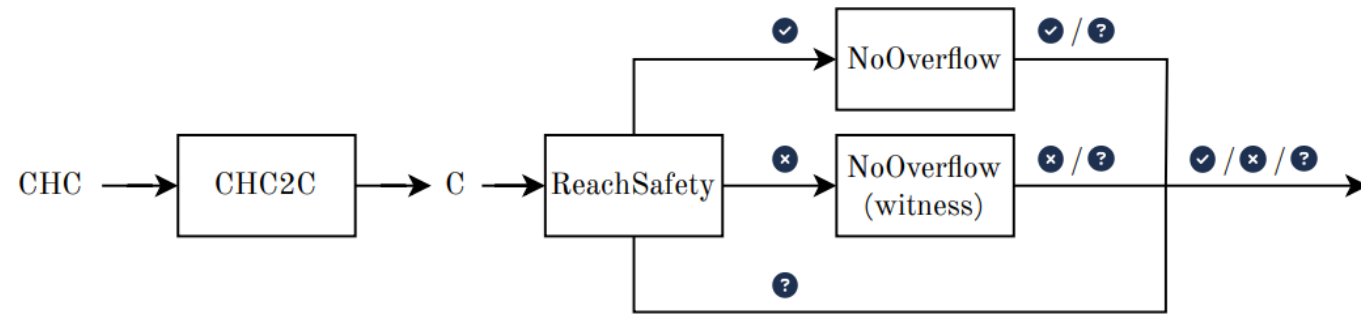 NoOverflow
/ ?
CHC
CHC2C
C
ReachSafety
NoOverflow
(witness)
/ ?
/ / ?
?